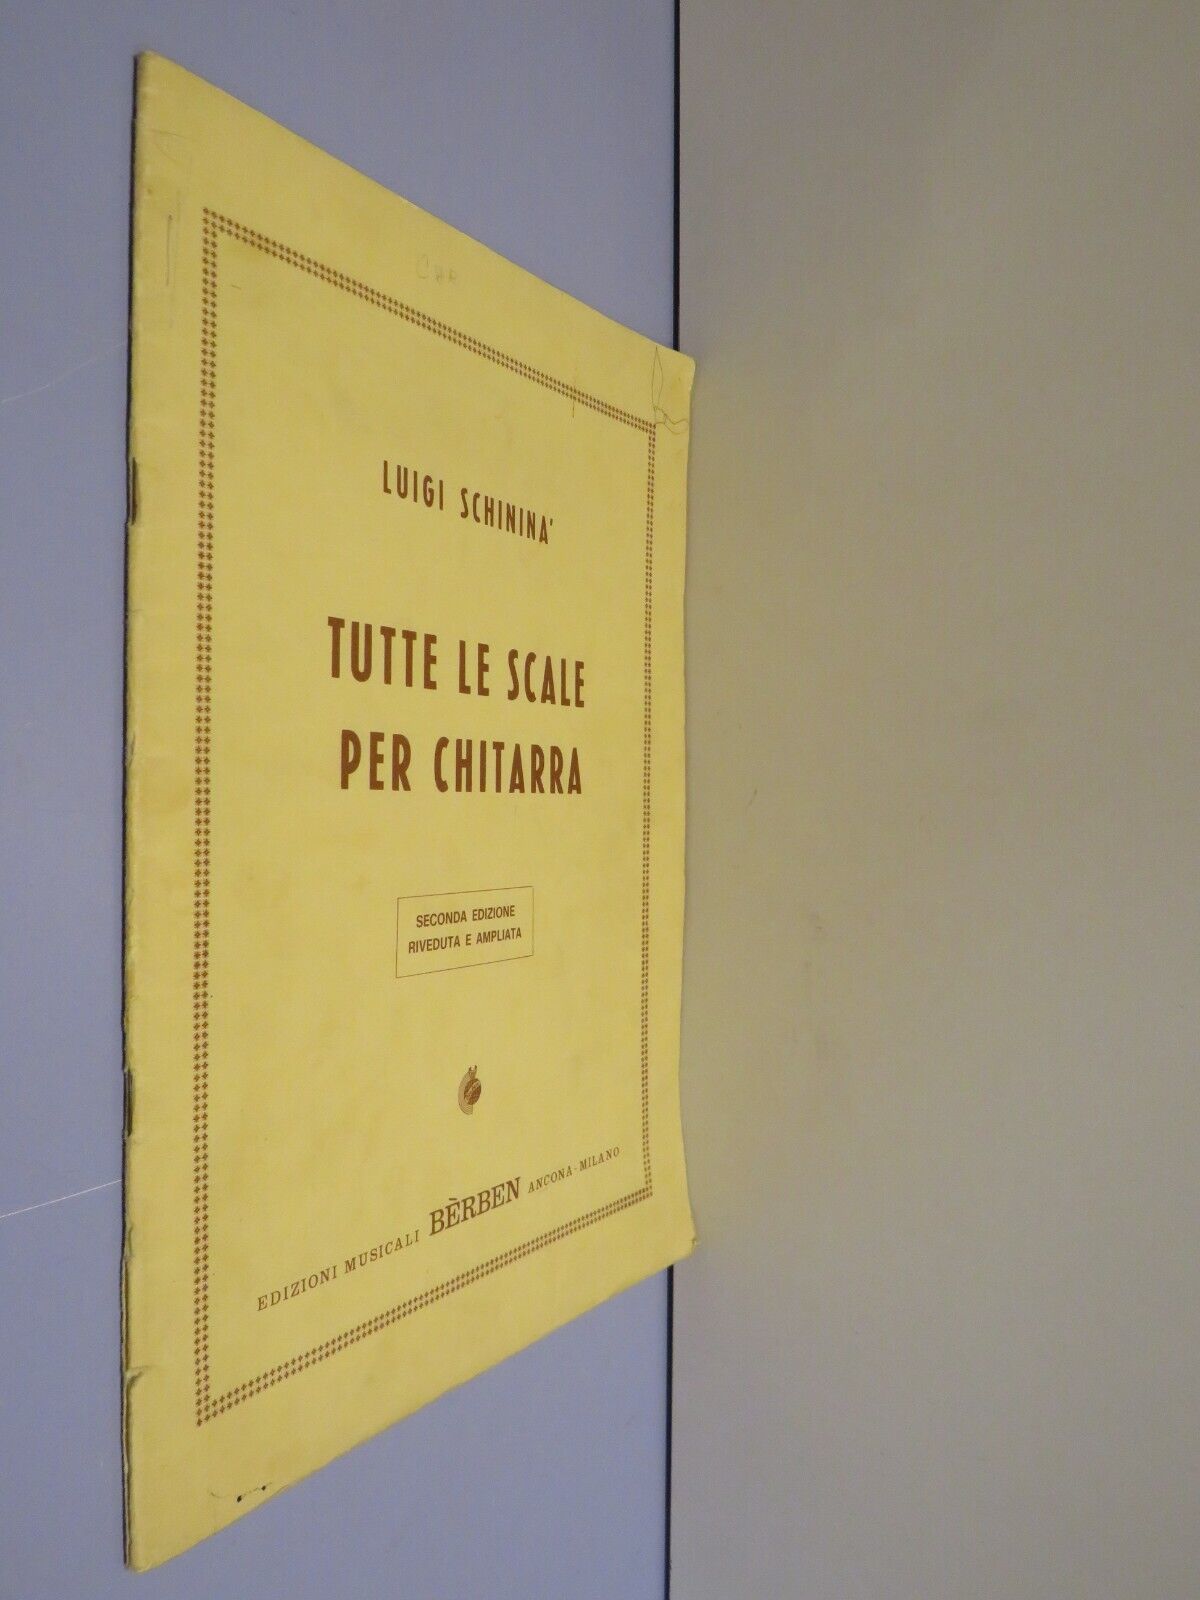 LUIGI SCHININA'
TUTTE LE SCALE
PER CHITARRA
SECONDA EDIZIONE
RIVEDUTA E AMPLIATA
EDIZIONI MUSICALI BÈRBEN ANCONA - MILANO